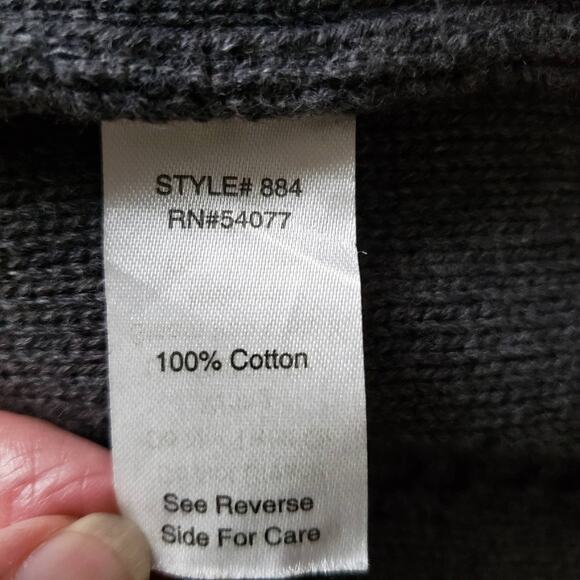 STYLE# 884
RN#54077
100% Cotton
See Reverse
Side For Care